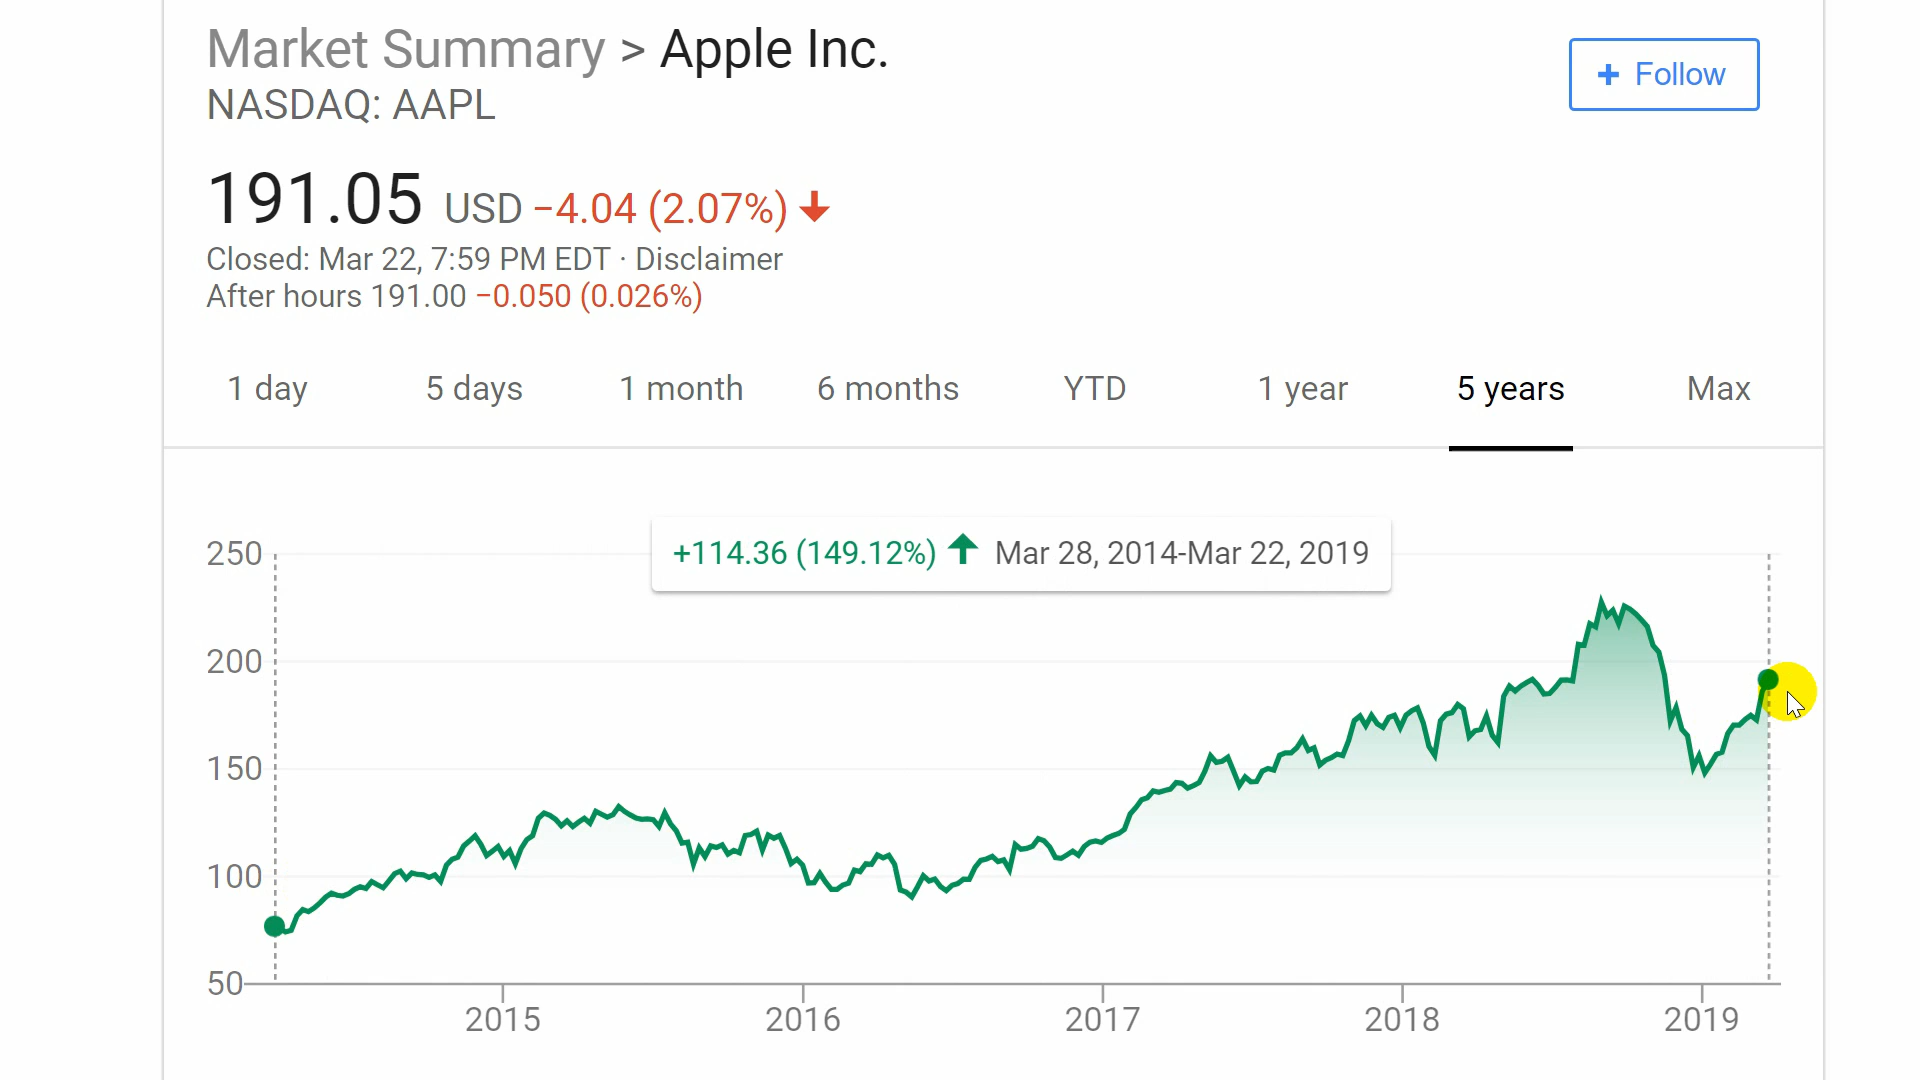 Market Summary > Apple Inc.
+ Follow
NASDAQ: AAPL
191.05 USD −4.04 (2.07%)
Closed: Mar 22, 7:59 PM EDT · Disclaimer
After hours 191.00 −0.050 (0.026%)
1 day 5 days 1 month 6 months YTD 1 year 5 years Max
+114.36 (149.12%) Mar 28, 2014-Mar 22, 2019
250
200
150
100
50
2015 2016 2017 2018 2019